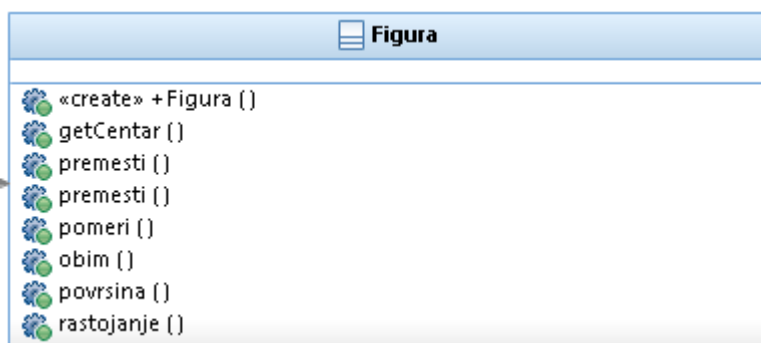 Figura
«create» +Figura ()
getCentar ()
premesti ()
premesti ()
pomeri ()
obim ()
povrsina ()
rastojanje ()